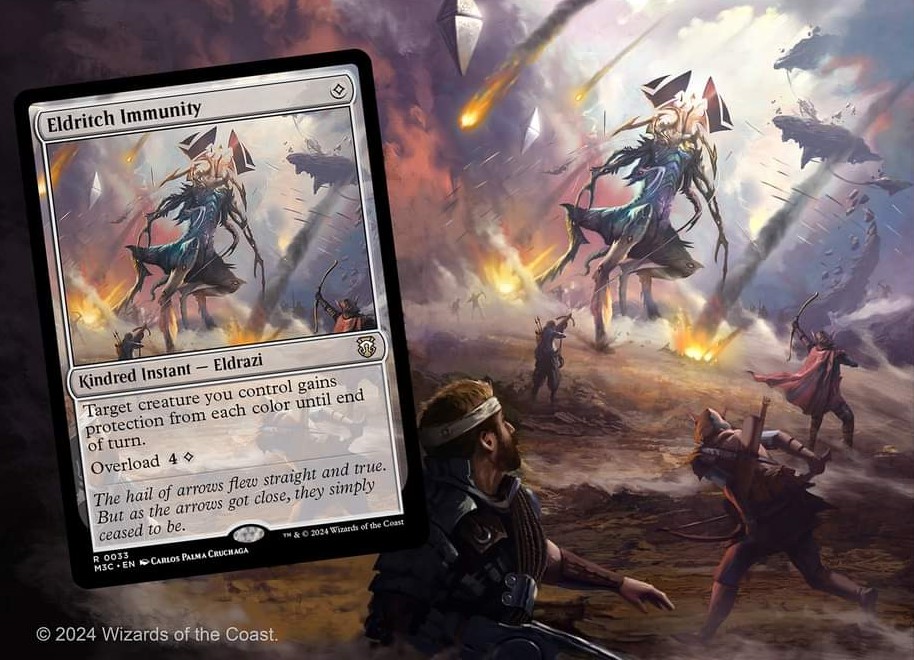 Eldritch Immunity
Kindred Instant — Eldrazi
Target creature you control gains
protection from each color until end
of turn.
Overload 4
The hail of arrows flew straight and true.
But as the arrows got close, they simply
ceased to be.
R 0033
M3C • EN Carlos Palma Cruchaga
™ & © 2024 Wizards of the Coast
© 2024 Wizards of the Coast.